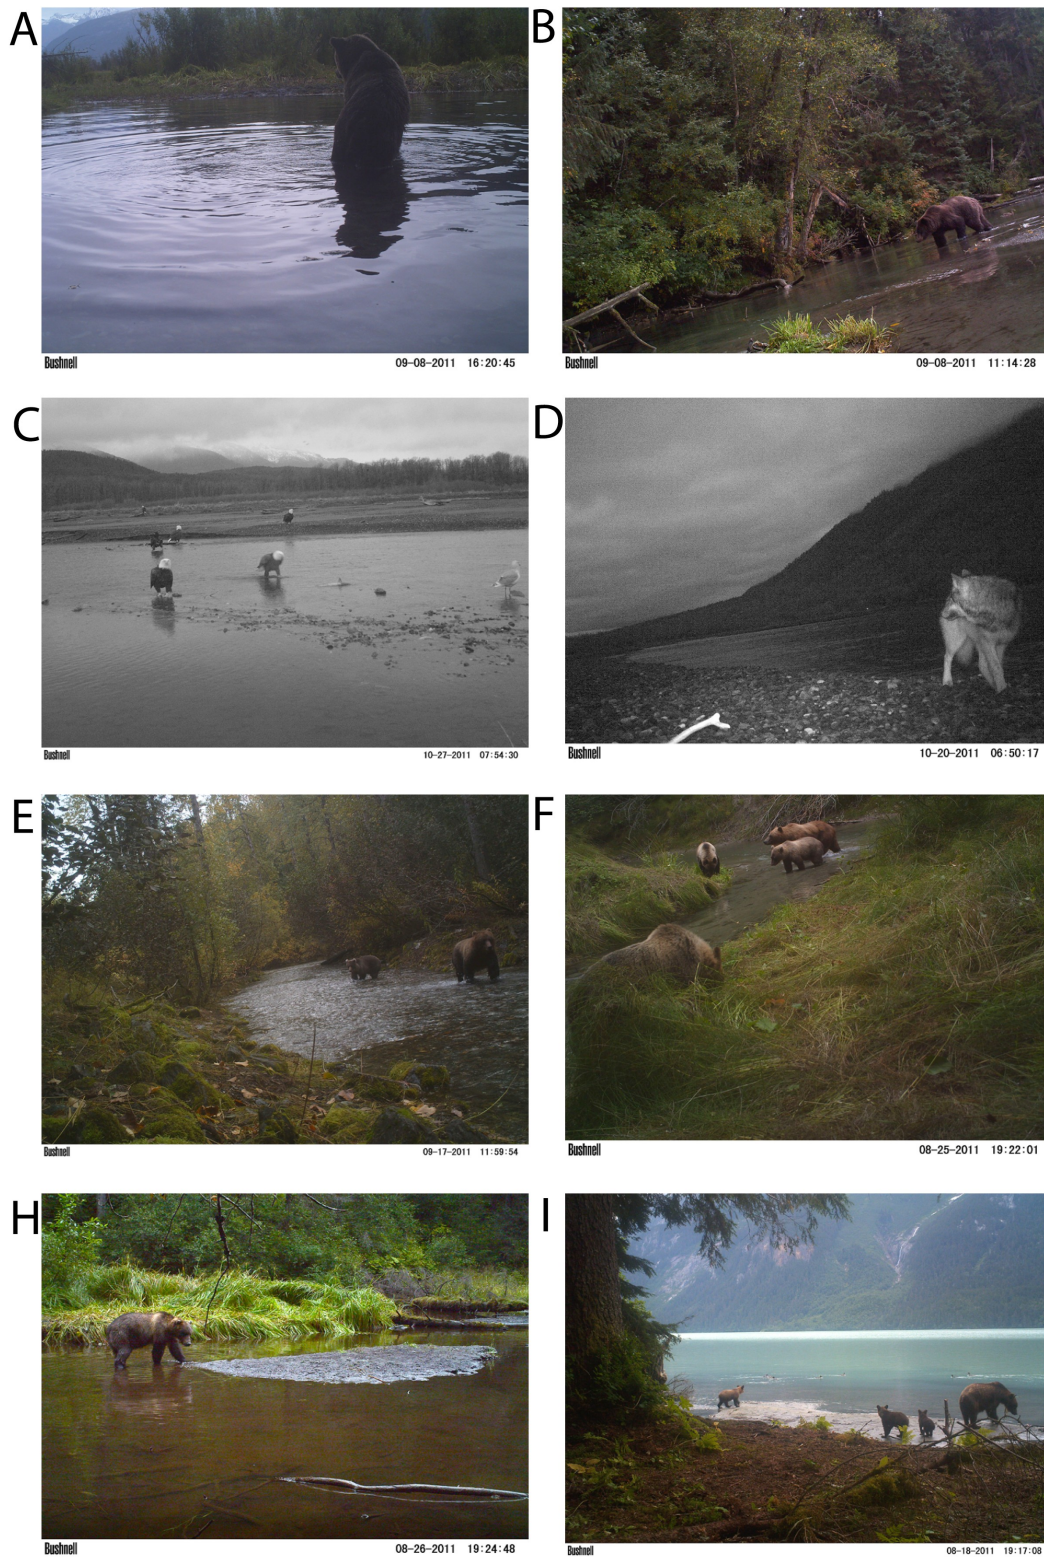 A
B
Bushnell 09-08-2011 16:20:45
Bushnell 09-08-2011 11:14:28
C
D
Bushnell 10-27-2011 07:54:30
Bushnell 10-20-2011 06:50:17
E
F
Bushnell 09-17-2011 11:59:54
Bushnell 08-25-2011 19:22:01
H
I
Bushnell 08-26-2011 19:24:48
Bushnell 08-18-2011 19:17:08